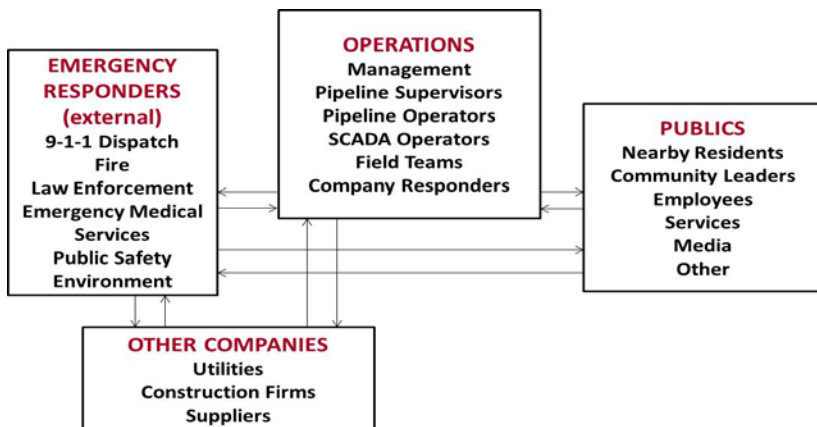 EMERGENCY
RESPONDERS
(external)
9-1-1 Dispatch
Fire
Law Enforcement
Emergency Medical
Services
Public Safety
Environment
OPERATIONS
Management
Pipeline Supervisors
Pipeline Operators
SCADA Operators
Field Teams
Company Responders
PUBLICS
Nearby Residents
Community Leaders
Employees
Services
Media
Other
OTHER COMPANIES
Utilities
Construction Firms
Suppliers